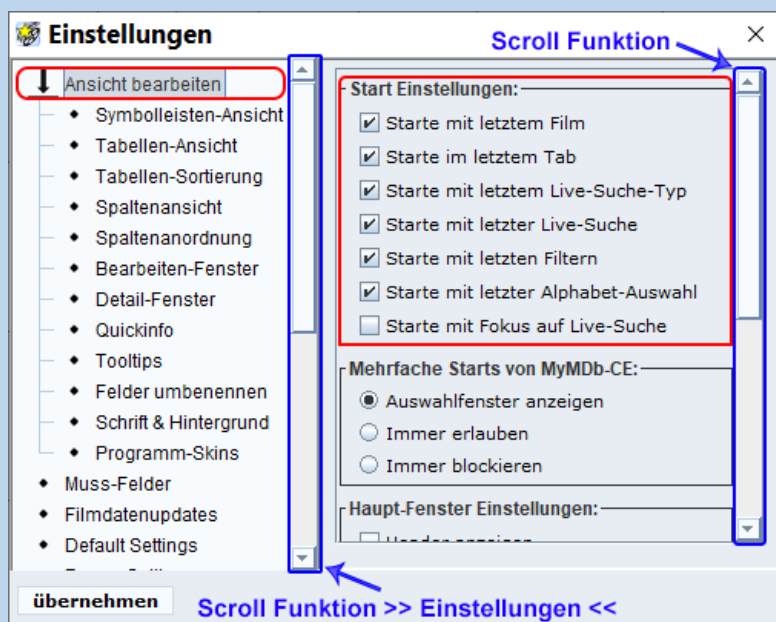 Einstellungen
Scroll Funktion
Ansicht bearbeiten
Symbolleisten-Ansicht
Tabellen-Ansicht
Tabellen-Sortierung
Spaltenansicht
Spaltenanordnung
Bearbeiten-Fenster
Detail-Fenster
Quickinfo
Tooltips
Felder umbenennen
Schrift & Hintergrund
Programm-Skins
Muss-Felder
Filmdatenupdates
Default Settings
Start Einstellungen:
Starte mit letztem Film
Starte im letztem Tab
Starte mit letztem Live-Suche-Typ
Starte mit letzter Live-Suche
Starte mit letzten Filtern
Starte mit letzter Alphabet-Auswahl
Starte mit Fokus auf Live-Suche
Mehrfache Starts von MyMDb-CE:
Auswahlfenster anzeigen
Immer erlauben
Immer blockieren
Haupt-Fenster Einstellungen:
übernehmen
Scroll Funktion >> Einstellungen <<